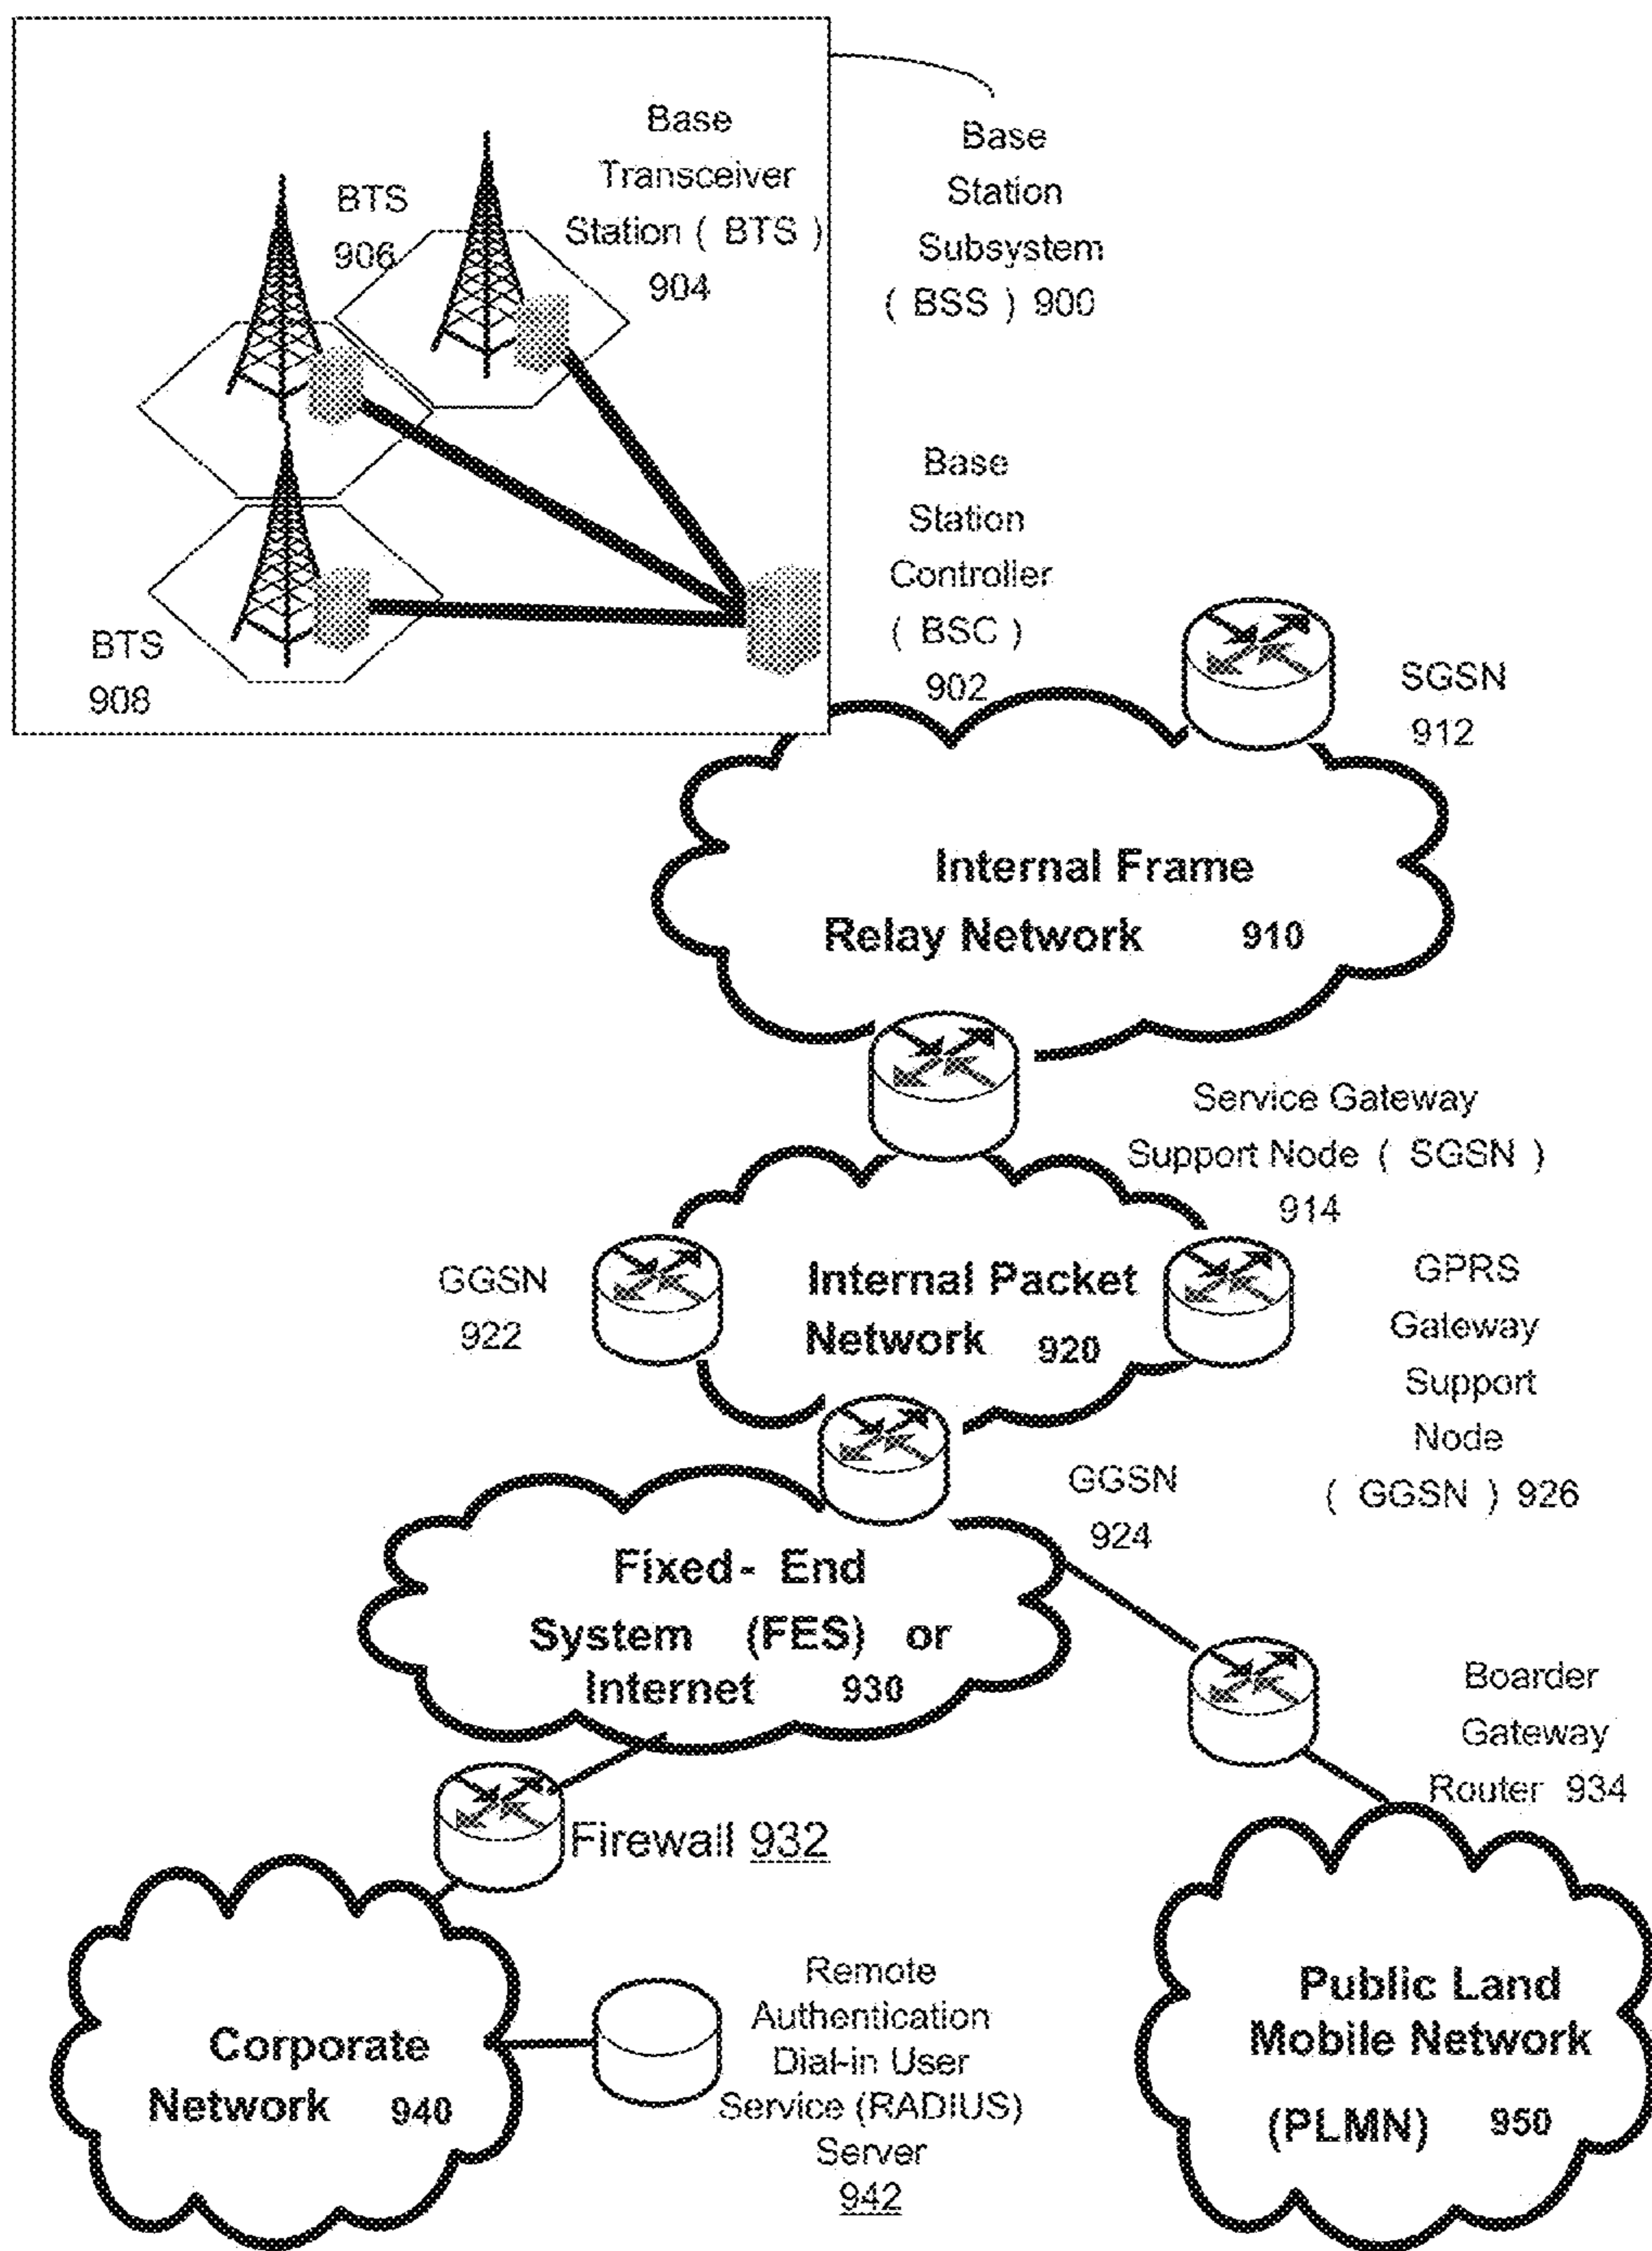 Base
Transceiver
Station ( BTS )
904
BTS
906
BTS
908
Base
Station
Subsystem
( BSS ) 900
Base
Station
Controller
( BSC )
902
SGSN
912
Internal Frame
Relay Network 910
Service Gateway
Support Node ( SGSN )
914
GGSN
922
Internal Packet
Network 920
GPRS
Gateway
Support
Node
( GGSN ) 926
GGSN
924
Fixed- End
System (FES) or
Internet 930
Boarder
Gateway
Router 934
Firewall 932
Corporate
Network 940
Remote
Authentication
Dial-in User
Service (RADIUS)
Server
942
Public Land
Mobile Network
(PLMN) 950